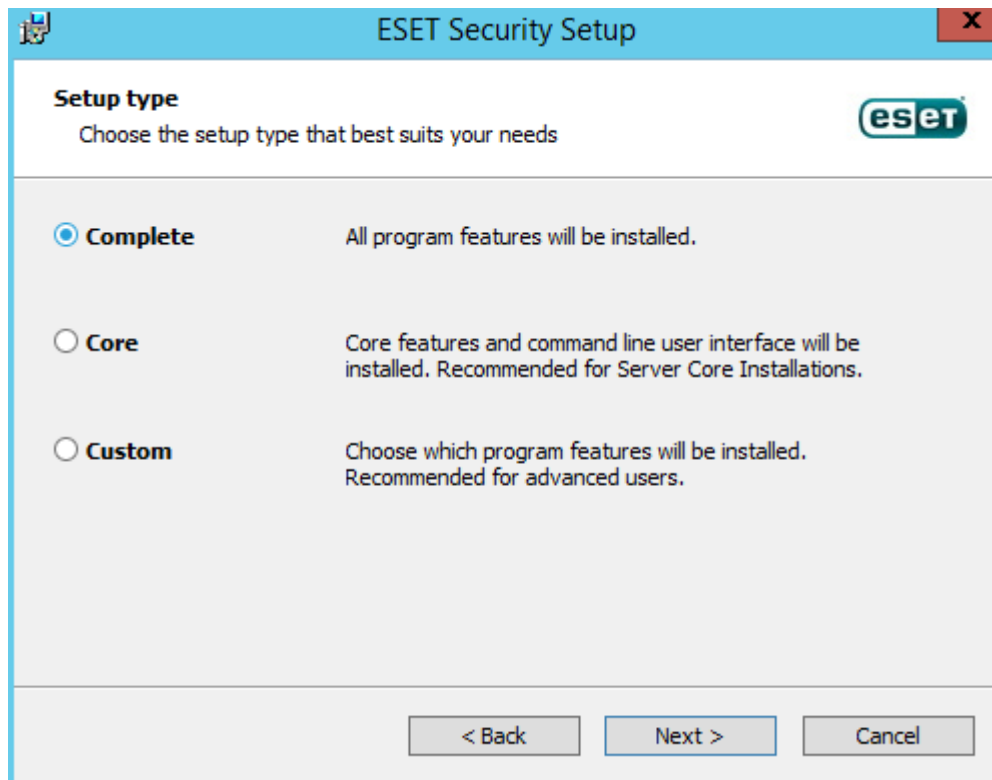 ESET Security Setup
x
Setup type
Choose the setup type that best suits your needs
eseT
Complete
All program features will be installed.
Core
Core features and command line user interface will be
installed. Recommended for Server Core Installations.
Custom
Choose which program features will be installed.
Recommended for advanced users.
< Back
Next >
Cancel